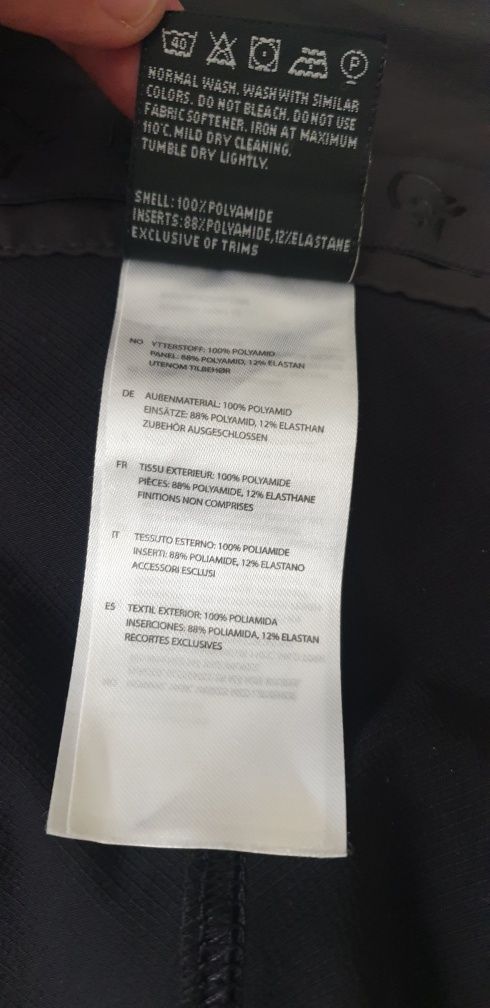 40 P
NORMAL WASH. WASH WITH SIMILAR
COLORS. DO NOT BLEACH. DO NOT USE
FABRIC SOFTENER. IRON AT MAXIMUM
110°C. MILD DRY CLEANING.
TUMBLE DRY LIGHTLY.
SHELL: 100% POLYAMIDE
INSERTS: 88% POLYAMIDE, 12% ELASTANE
EXCLUSIVE OF TRIMS
NO YTTERSTOFF: 100% POLYAMID
PANEL: 88% POLYAMID, 12% ELASTAN
UTENOM TILBEHØR
DE AUßENMATERIAL: 100% POLYAMID
EINSÄTZE: 88% POLYAMID, 12% ELASTHAN
ZUBEHÖR AUSGESCHLOSSEN
FR TISSU EXTERIEUR: 100% POLYAMIDE
PIÈCES: 88% POLYAMIDE, 12% ELASTHANE
FINITIONS NON COMPRISES
IT TESSUTO ESTERNO: 100% POLIAMIDE
INSERTI: 88% POLIAMIDE, 12% ELASTANO
ACCESSORI ESCLUSI
ES TEXTIL EXTERIOR: 100% POLIAMIDA
INSERCIONES: 88% POLIAMIDA, 12% ELASTAN
RECORTES EXCLUSIVES